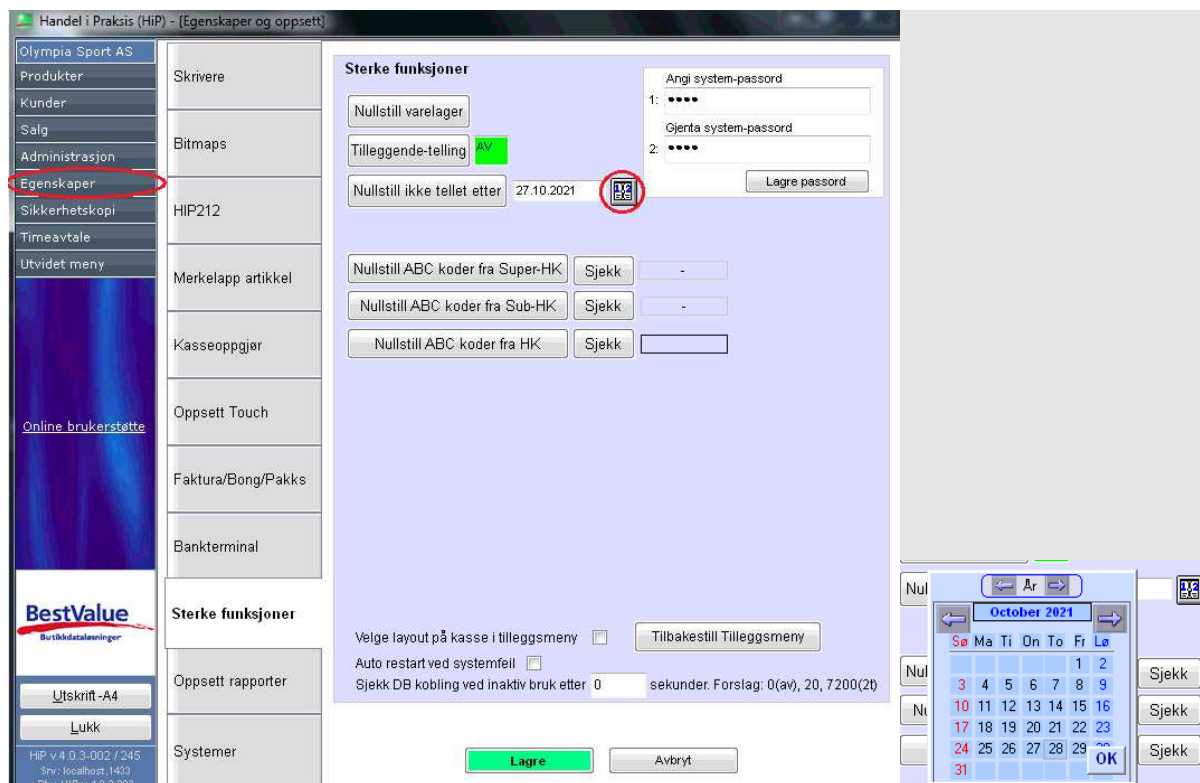 Handel i Praksis (HiP) - [Egenskaper og oppsett]
Olympia Sport AS
Produkter
Kunder
Salg
Administrasjon
Egenskaper
Sikkerhetskopi
Timeavtale
Utvidet meny
Online brukerstøtte
BestValue
Butikkdataløsninger
Utskrift-A4
Lukk
HiP v.4.0.3-002 / 245
Srv: localhost,1433
Skrivere
Bitmaps
HIP212
Merkelapp artikkel
Kasseoppgjør
Oppsett Touch
Faktura/Bong/Pakks
Bankterminal
Sterke funksjoner
Oppsett rapporter
Systemer
Sterke funksjoner
Nullstill varelager
Tilleggende-telling AV
Nullstill ikke tellet etter 27.10.2021
Angi system-passord
1: ••••
Gjenta system-passord
2: ••••
Lagre passord
Nullstill ABC koder fra Super-HK Sjekk -
Nullstill ABC koder fra Sub-HK Sjekk -
Nullstill ABC koder fra HK Sjekk
Velge layout på kasse i tilleggsmeny Tilbakestill Tilleggsmeny
Auto restart ved systemfeil
Sjekk DB kobling ved inaktiv bruk etter 0 sekunder. Forslag: 0(av), 20, 7200(2t)
Lagre Avbryt
Nul
År
October 2021
Sø Ma Ti On To Fr Lø
1 2
3 4 5 6 7 8 9
10 11 12 13 14 15 16
17 18 19 20 21 22 23
24 25 26 27 28 29
31
OK
Nul Sjekk
Nu Sjekk
Sjekk